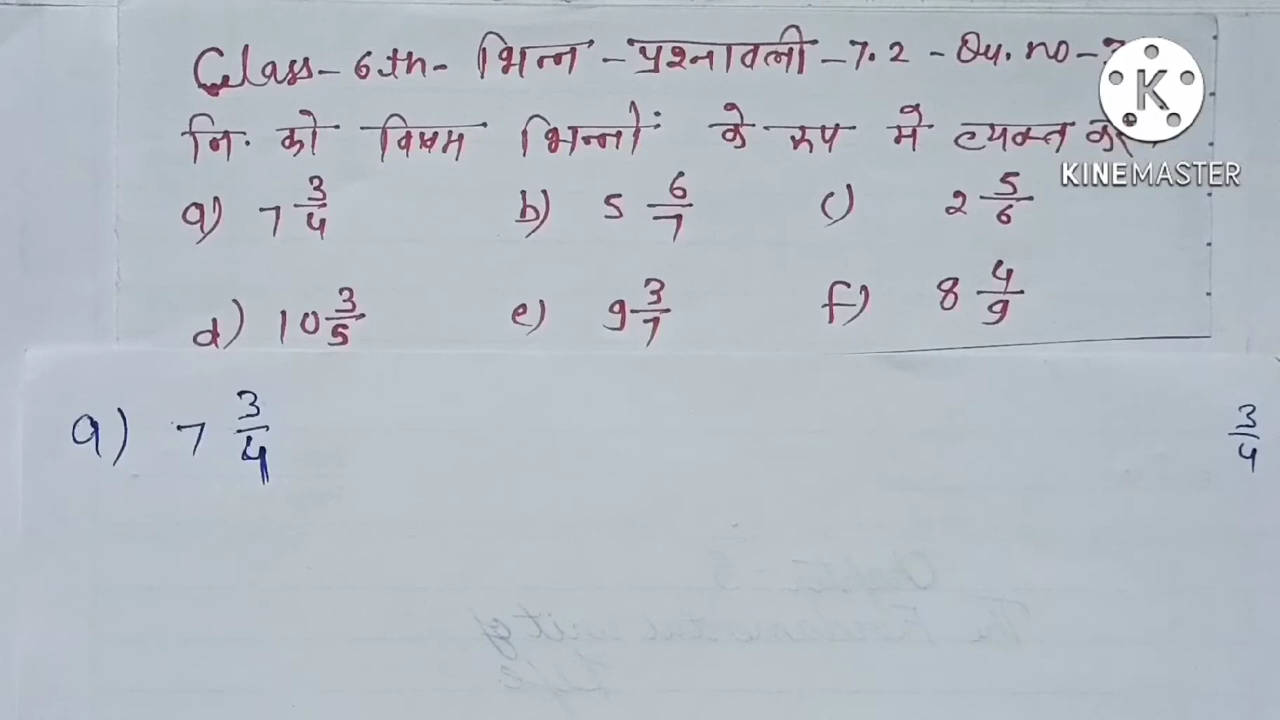 Class-6th- भिन्न - प्रश्नावली -7.2 - Qu. no -
नि. को विषम भिन्नों के रुप में व्यक्त
K
KINEMASTER
a) 7 3/4 b) 5 6/7 c) 2 5/6
d) 10 3/5 e) 9 3/7 f) 8 4/9
a) 7 3/4 3/4